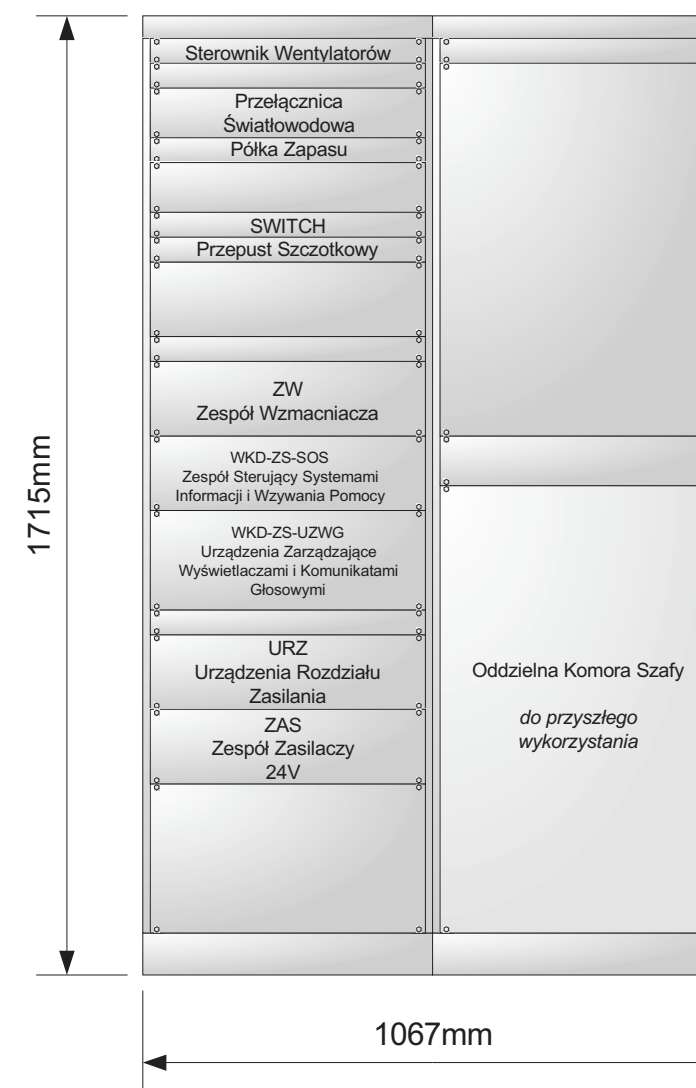 Sterownik Wentylatorów
Przełącznica
Światłowodowa
Półka Zapasu
SWITCH
Przepust Szczotkowy
ZW
Zespół Wzmacniacza
WKD-ZS-SOS
Zespół Sterujący Systemami
Informacji i Wzywania Pomocy
WKD-ZS-UZWG
Urządzenia Zarządzające
Wyświetlaczami i Komunikatami
Głosowymi
URZ
Urządzenia Rozdziału
Zasilania
ZAS
Zespół Zasilaczy
24V
Oddzielna Komora Szafy
do przyszłego
wykorzystania
1715mm
1067mm